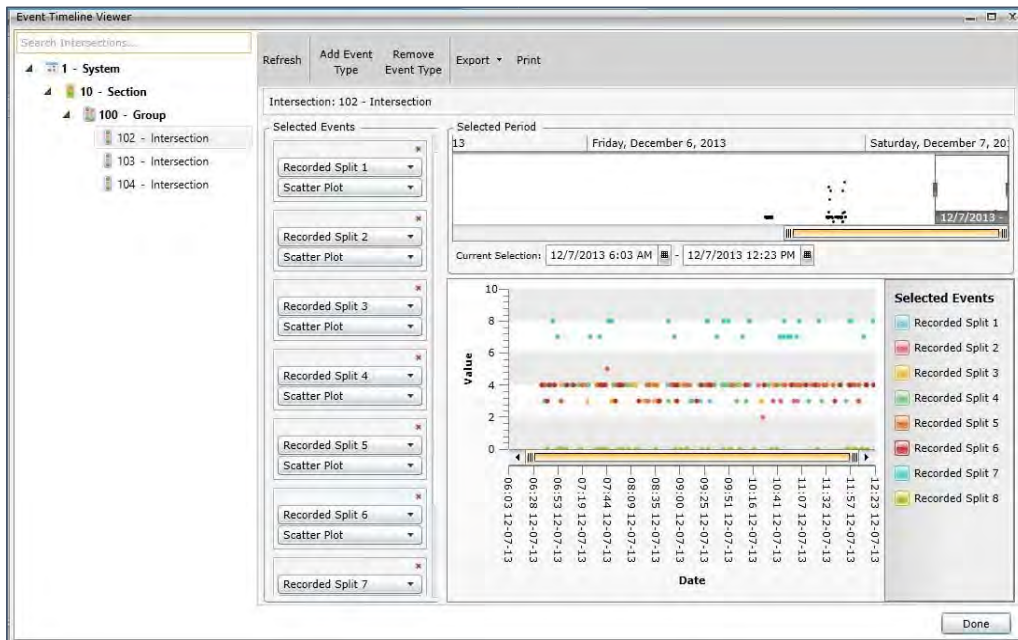 Event Timeline Viewer
Search Intersections...
1 - System
10 - Section
100 - Group
102 - Intersection
103 - Intersection
104 - Intersection
Refresh
Add Event Type
Remove Event Type
Export
Print
Intersection: 102 - Intersection
Selected Events
Recorded Split 1
Scatter Plot
Recorded Split 2
Scatter Plot
Recorded Split 3
Scatter Plot
Recorded Split 4
Scatter Plot
Recorded Split 5
Scatter Plot
Recorded Split 6
Scatter Plot
Recorded Split 7
Selected Period
13
Friday, December 6, 2013
Saturday, December 7, 20
12/7/2013 -
Current Selection: 12/7/2013 6:03 AM - 12/7/2013 12:23 PM
10
8
6
4
2
0
Value
06:03 12-07-13
06:28 12-07-13
06:53 12-07-13
07:19 12-07-13
07:44 12-07-13
08:09 12-07-13
08:35 12-07-13
09:00 12-07-13
09:25 12-07-13
09:51 12-07-13
10:16 12-07-13
10:41 12-07-13
11:07 12-07-13
11:32 12-07-13
11:57 12-07-13
12:23 12-07-13
Date
Selected Events
Recorded Split 1
Recorded Split 2
Recorded Split 3
Recorded Split 4
Recorded Split 5
Recorded Split 6
Recorded Split 7
Recorded Split 8
Done